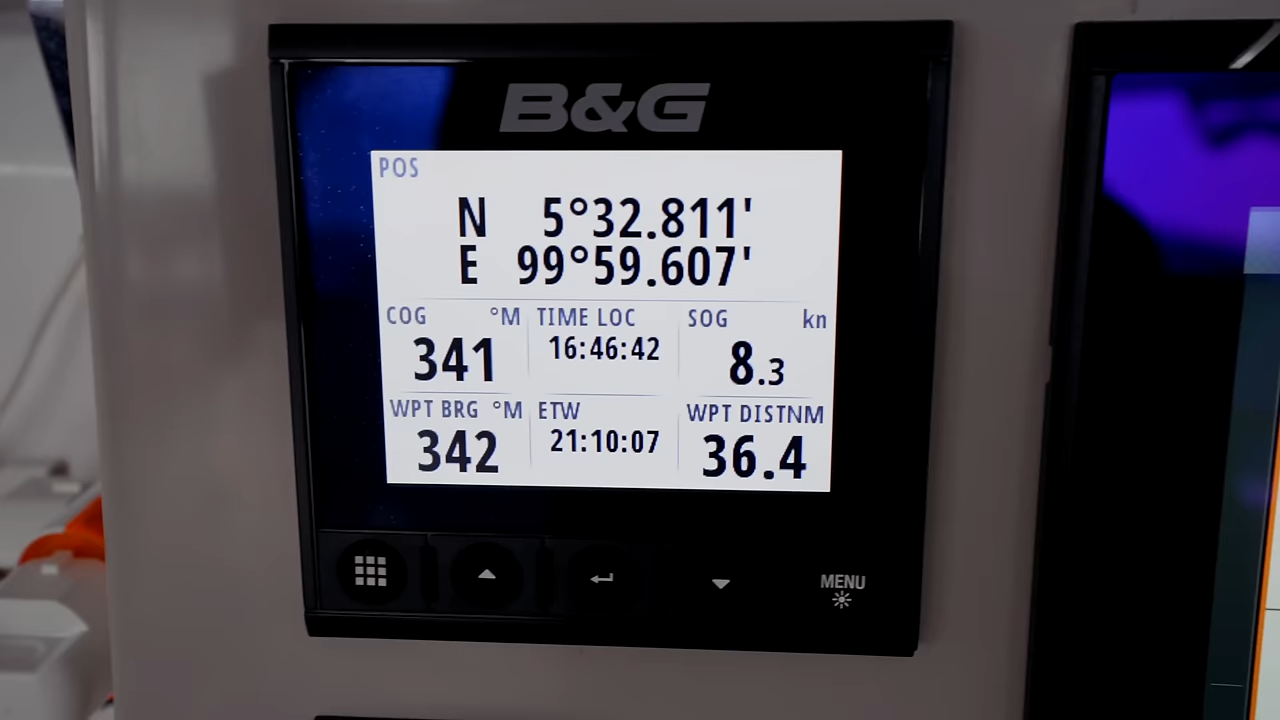 B&G
POS
N 5°32.811'
E 99°59.607'
COG °M TIME LOC SOG kn
341 16:46:42 8.3
WPT BRG °M ETW WPT DISTNM
342 21:10:07 36.4
MENU